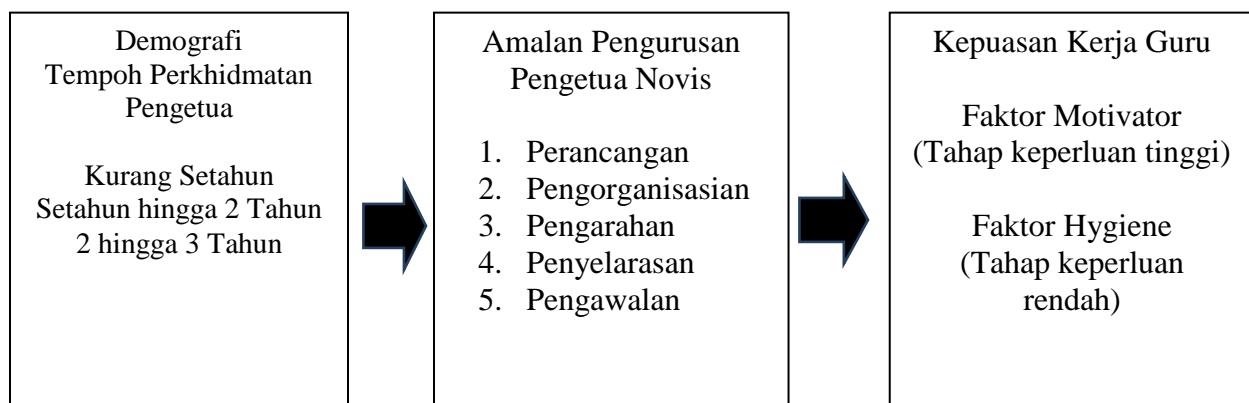 Demografi
Tempoh Perkhidmatan
Pengetua
Kurang Setahun
Setahun hingga 2 Tahun
2 hingga 3 Tahun
Amalan Pengurusan
Pengetua Novis
1. Perancangan
2. Pengorganisasian
3. Pengarahan
4. Penyelarasan
5. Pengawalan
Kepuasan Kerja Guru
Faktor Motivator
(Tahap keperluan tinggi)
Faktor Hygiene
(Tahap keperluan
rendah)